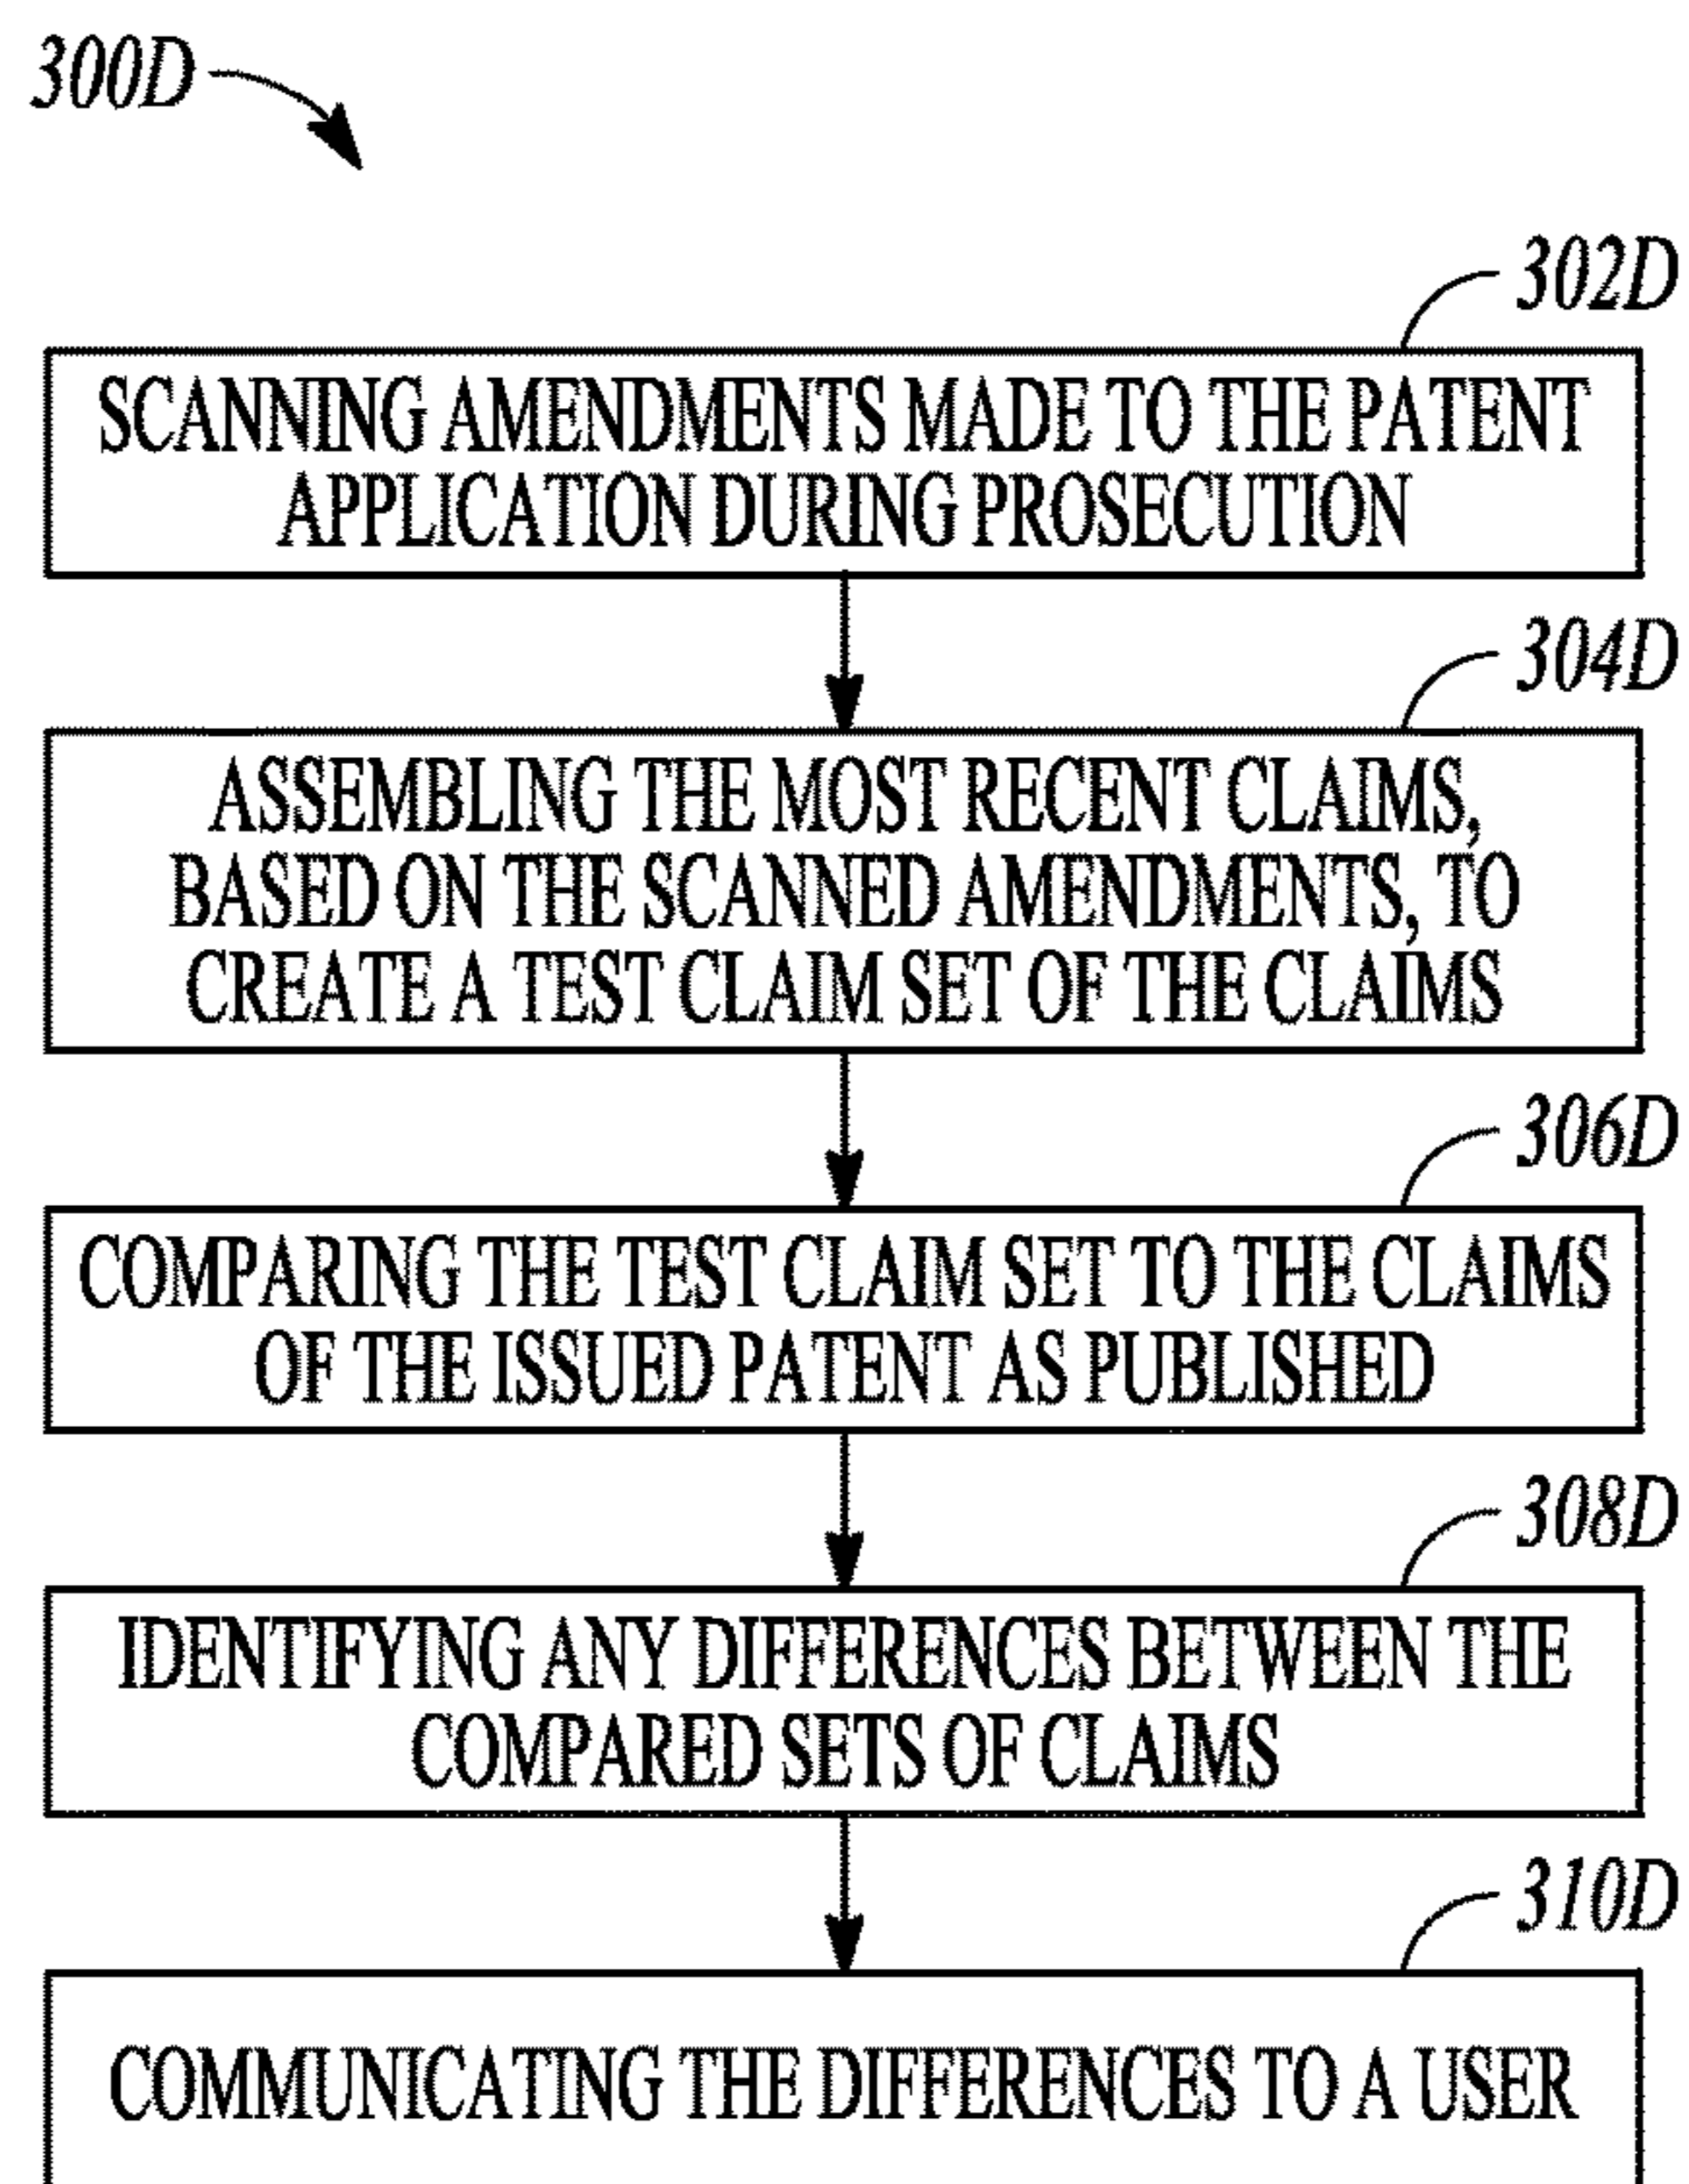 300D
302D
SCANNING AMENDMENTS MADE TO THE PATENT
APPLICATION DURING PROSECUTION
304D
ASSEMBLING THE MOST RECENT CLAIMS,
BASED ON THE SCANNED AMENDMENTS, TO
CREATE A TEST CLAIM SET OF THE CLAIMS
306D
COMPARING THE TEST CLAIM SET TO THE CLAIMS
OF THE ISSUED PATENT AS PUBLISHED
308D
IDENTIFYING ANY DIFFERENCES BETWEEN THE
COMPARED SETS OF CLAIMS
310D
COMMUNICATING THE DIFFERENCES TO A USER